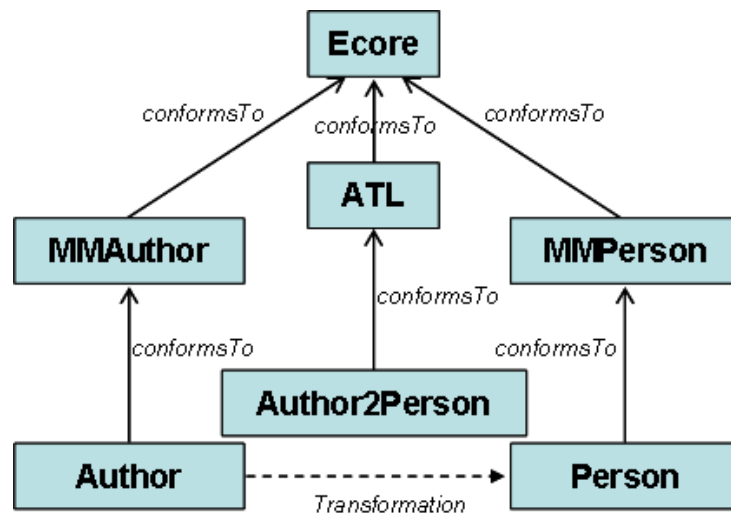 Ecore
conformsTo
conformsTo
conformsTo
ATL
MMAuthor
MMPerson
conformsTo
conformsTo
conformsTo
Author2Person
Author
Person
Transformation